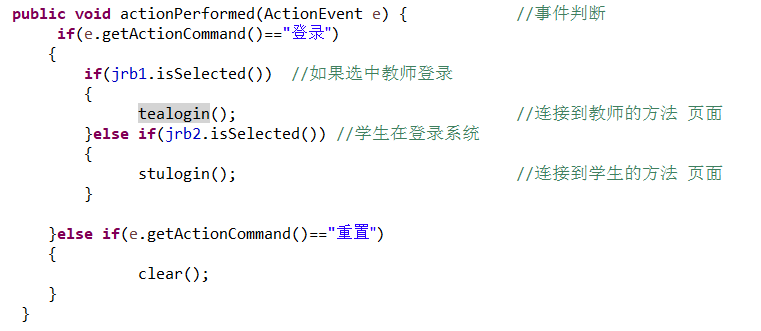 public void actionPerformed(ActionEvent e) { //事件判断
if(e.getActionCommand()=="登录")
{
if(jrb1.isSelected()) //如果选中教师登录
{
tealogin(); //连接到教师的方法 页面
}else if(jrb2.isSelected()) //学生在登录系统
{
stulogin(); //连接到学生的方法 页面
}
}else if(e.getActionCommand()=="重置")
{
clear();
}
}